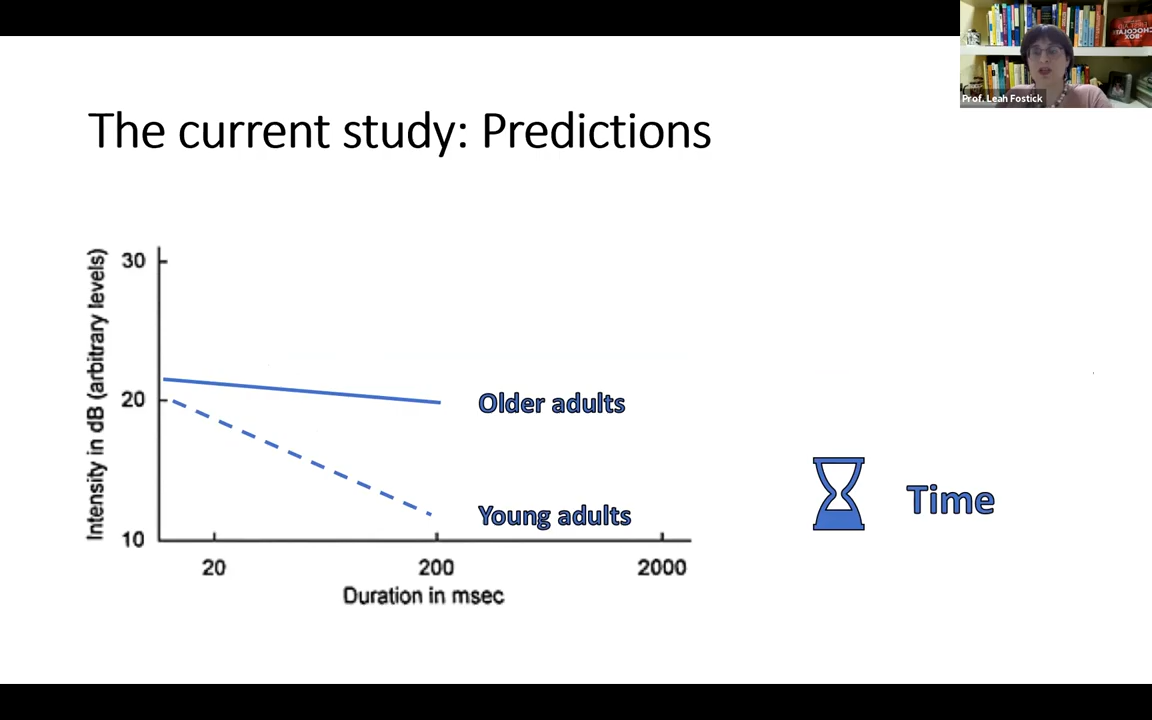 Prof. Leah Fostick
The current study: Predictions
Intensity in dB (arbitrary levels)
30
20
10
Older adults
Young adults
20
200
2000
Duration in msec
Time